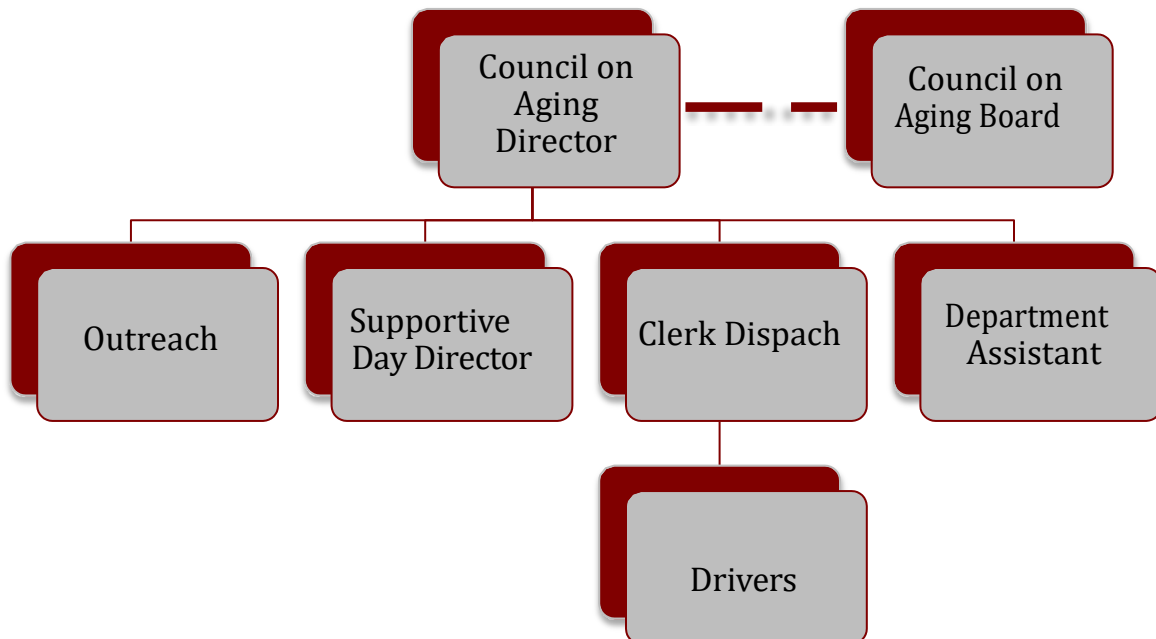 Council on
Aging
Director
Council on
Aging Board
Outreach
Supportive
Day Director
Clerk Dispach
Department
Assistant
Drivers